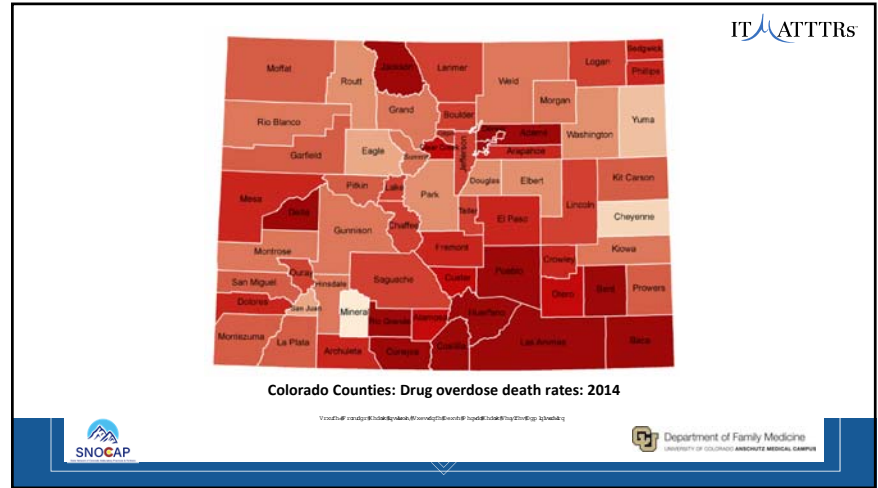 IT MATTTRs
Sedgwick
Logan
Moffat
Jackson
Larimer
Weld
Phillips
Routt
Morgan
Grand
Boulder
Yuma
Rio Blanco
Adams
Washington
Eagle
Clear Creek
Arapahoe
Garfield
Summit
Jefferson
Pitkin
Lake
Park
Douglas
Elbert
Kit Carson
Mesa
Delta
Lincoln
Chaffee
Teller
El Paso
Cheyenne
Gunnison
Fremont
Montrose
Kiowa
Crowley
Ouray
Pueblo
San Miguel
Hinsdale
Saguache
Custer
Otero
Bent
Prowers
Dolores
San Juan
Mineral
Rio Grande
Alamosa
Huerfano
Montezuma
La Plata
Archuleta
Conejos
Costilla
Las Animas
Baca
Colorado Counties: Drug overdose death rates: 2014
SNOCAP
CU
Department of Family Medicine
UNIVERSITY OF COLORADO ANSCHUTZ MEDICAL CAMPUS